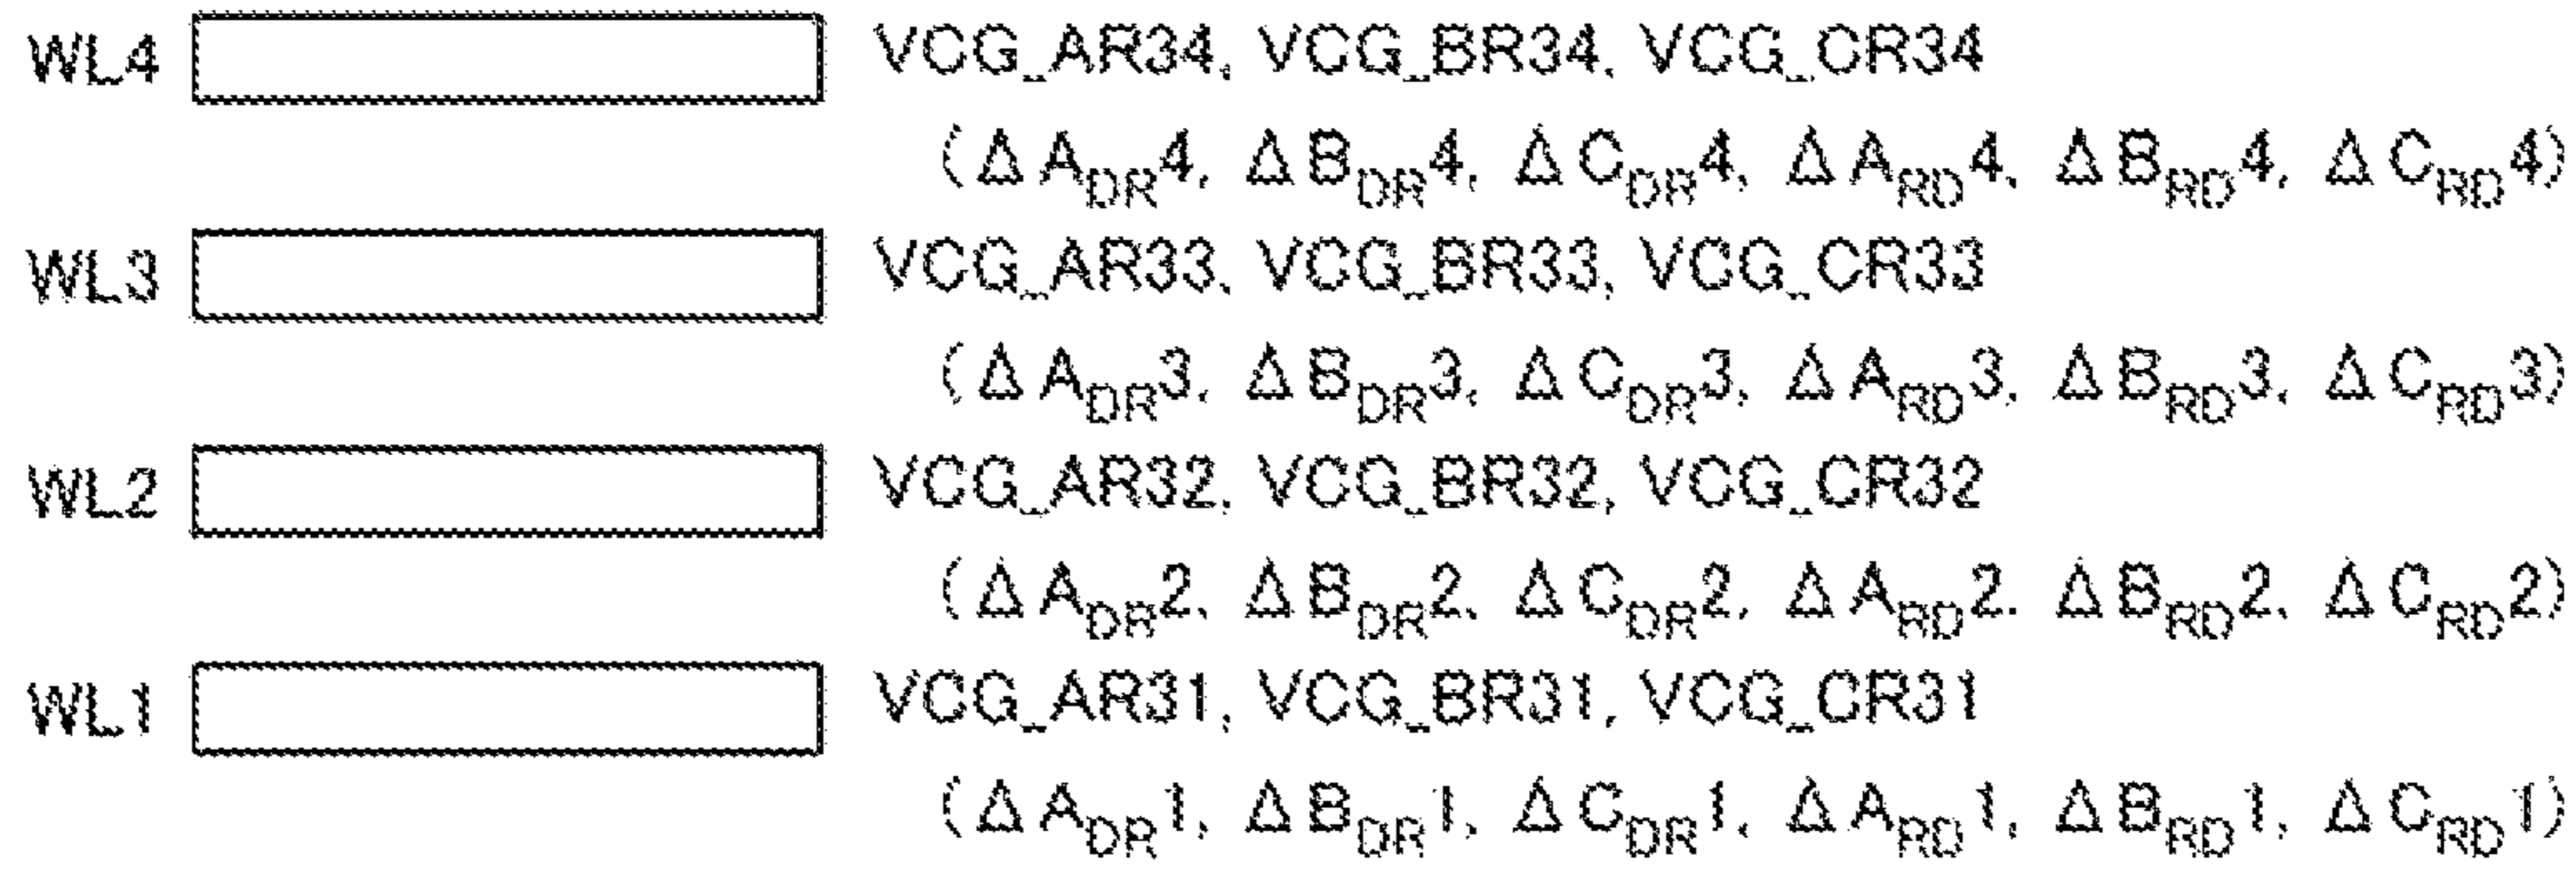 WL4 VCG_AR34, VCG_BR34, VCG_CR34
(ΔA_DR4, ΔB_DR4, ΔC_DR4, ΔA_RD4, ΔB_RD4, ΔC_RD4)
WL3 VCG_AR33, VCG_BR33, VCG_CR33
(ΔA_DR3, ΔB_DR3, ΔC_DR3, ΔA_RD3, ΔB_RD3, ΔC_RD3)
WL2 VCG_AR32, VCG_BR32, VCG_CR32
(ΔA_DR2, ΔB_DR2, ΔC_DR2, ΔA_RD2, ΔB_RD2, ΔC_RD2)
WL1 VCG_AR31, VCG_BR31, VCG_CR31
(ΔA_DR1, ΔB_DR1, ΔC_DR1, ΔA_RD1, ΔB_RD1, ΔC_RD1)